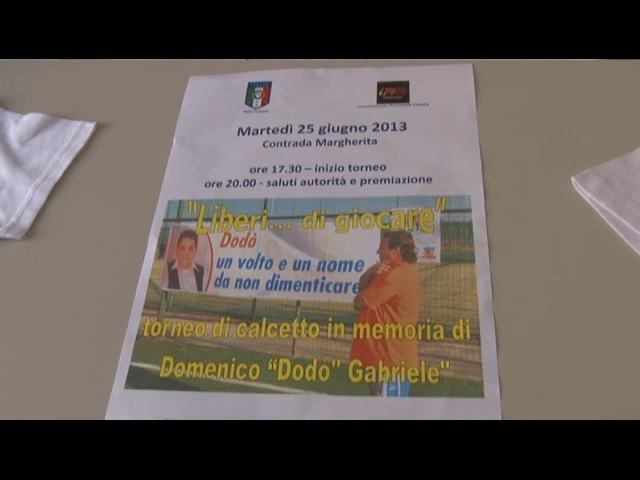 Martedì 25 giugno 2013
Contrada Margherita
ore 17.30 – inizio torneo
ore 20.00 - saluti autorità e premiazione
"Liberi... di giocare"
Dodò
un volto e un nome
da non dimenticare
torneo di calcetto in memoria di
Domenico "Dodò" Gabriele"